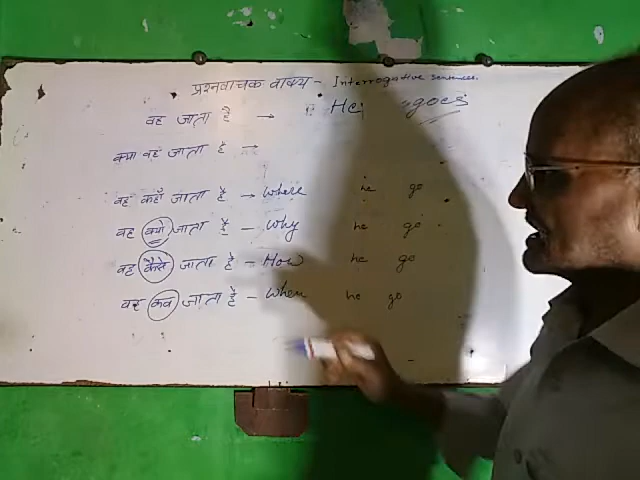 प्रश्नवाचक वाक्य - Interrogative sentences.
वह जाता है → He goes
क्या वह जाता है →
वह कहाँ जाता है → Where he go
वह क्यो जाता है - Why he go
वह कैसे जाता है - How he go
वह कब जाता है - When he go